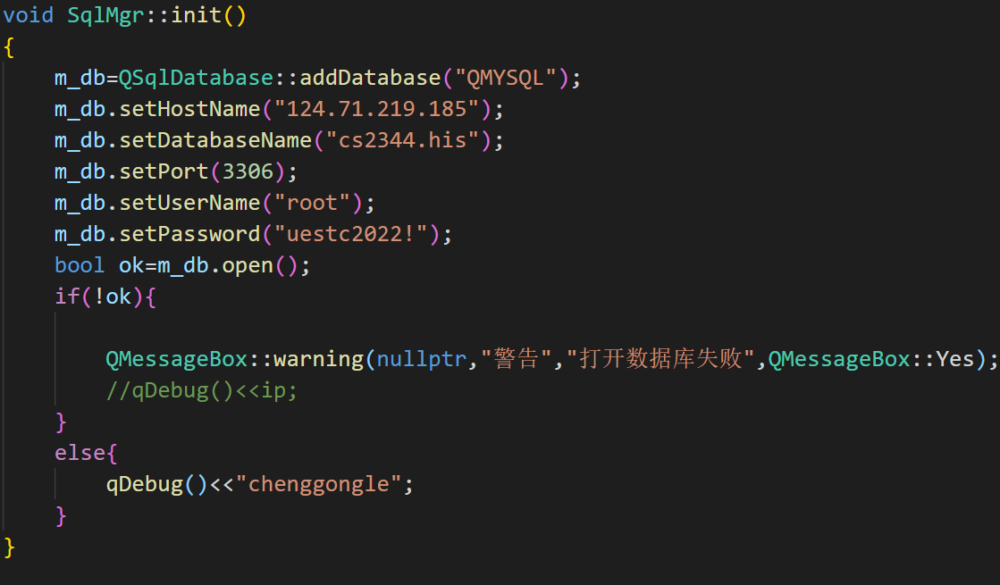 void SqlMgr::init()
{
    m_db=QSqlDatabase::addDatabase("QMYSQL");
    m_db.setHostName("124.71.219.185");
    m_db.setDatabaseName("cs2344.his");
    m_db.setPort(3306);
    m_db.setUserName("root");
    m_db.setPassword("uestc2022!");
    bool ok=m_db.open();
    if(!ok){
        QMessageBox::warning(nullptr,"警告","打开数据库失败",QMessageBox::Yes);
        //qDebug()<<ip;
    }
    else{
        qDebug()<<"chenggongle";
    }
}